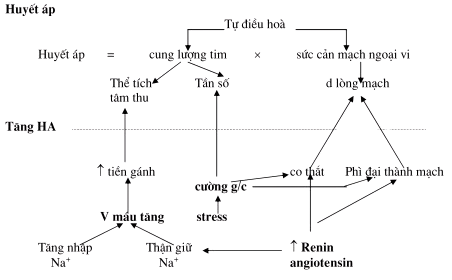 Huyết áp
Tự điều hoà
Huyết áp = cung lượng tim × sức cản mạch ngoại vi
Thể tích Tần số d lòng mạch
tâm thu
Tăng HA
↑ tiền gánh co thắt Phì đại thành mạch
cường g/c
V máu tăng stress
Tăng nhập Thận giữ ↑ Renin
Na⁺ Na⁺ angiotensin